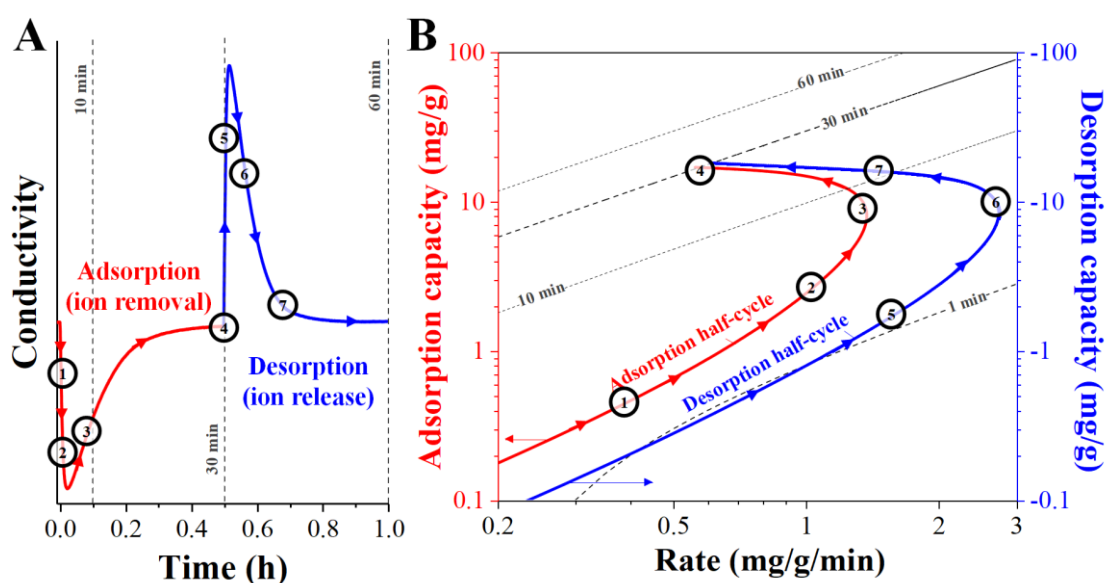 A
Conductivity
10 min
30 min
60 min
Adsorption
(ion removal)
Desorption
(ion release)
1
2
3
4
5
6
7
0.0
0.2
0.4
0.6
0.8
1.0
Time (h)
B
Adsorption capacity (mg/g)
100
10
1
0.1
60 min
30 min
10 min
1 min
Adsorption half-cycle
Desorption half-cycle
1
2
3
4
5
6
7
0.2
0.5
1
2
3
Rate (mg/g/min)
-100
-10
-1
-0.1
Desorption capacity (mg/g)